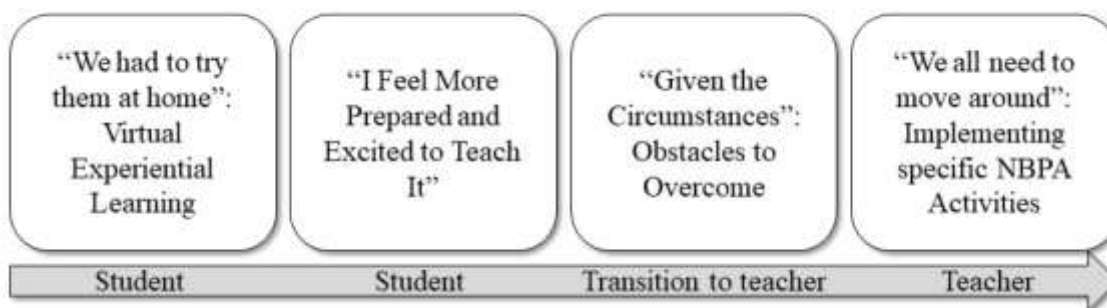 “We had to try
them at home”:
Virtual
Experiential
Learning
“I Feel More
Prepared and
Excited to Teach
It”
“Given the
Circumstances”:
Obstacles to
Overcome
“We all need to
move around”:
Implementing
specific NBPA
Activities
Student
Student
Transition to teacher
Teacher